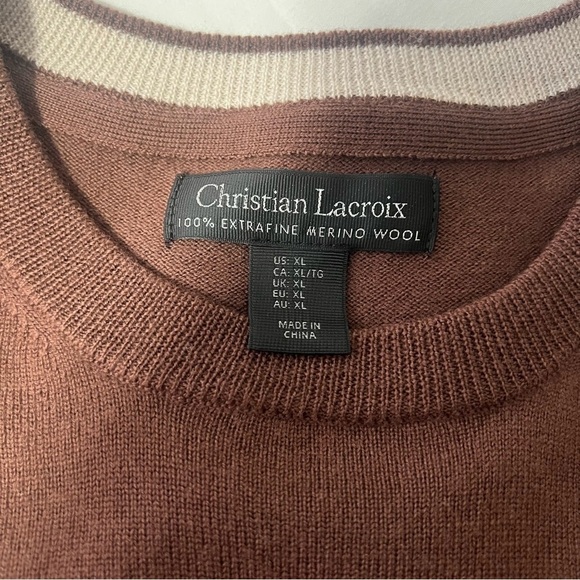 Christian Lacroix
100% EXTRAFINE MERINO WOOL
US: XL
CA: XL/TG
UK: XL
EU: XL
AU: XL
MADE IN
CHINA